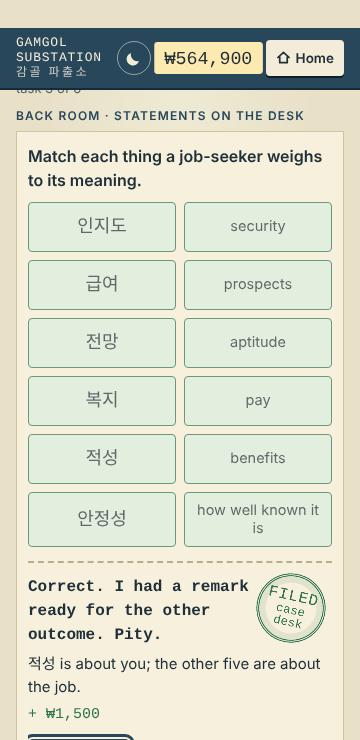 GAMGOL
SUBSTATION
감골 파출소
₩564,900
Home
BACK ROOM · STATEMENTS ON THE DESK
Match each thing a job-seeker weighs
to its meaning.
인지도
security
급여
prospects
전망
aptitude
복지
pay
적성
benefits
안정성
how well known it
is
Correct. I had a remark
ready for the other
outcome. Pity.
FILED
case
desk
적성 is about you; the other five are about
the job.
+ ₩1,500